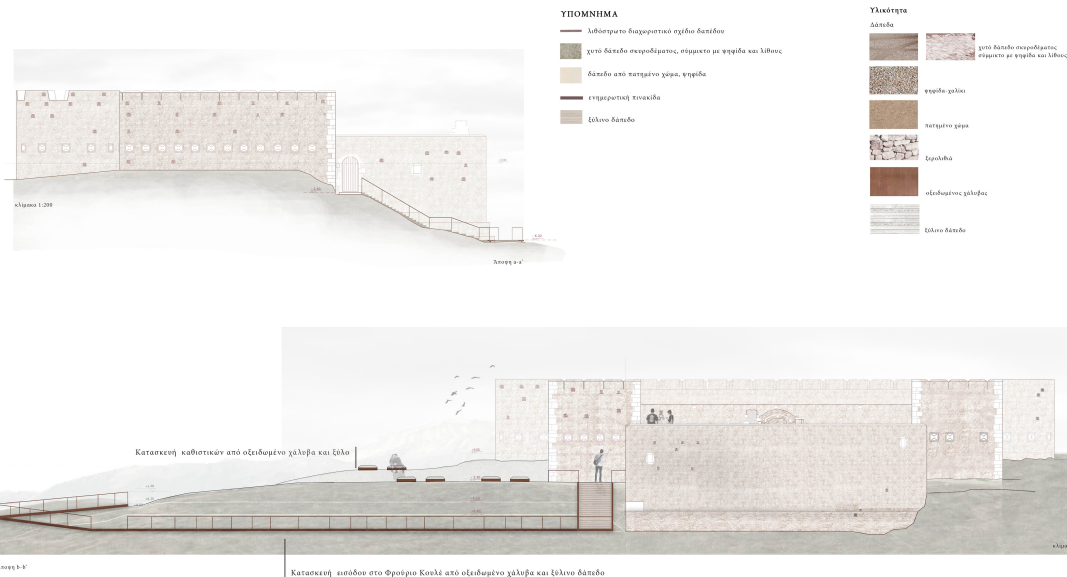 ΥΠΟΜΝΗΜΑ
λιθόστρωτο διαχωριστικό σχέδιο δαπέδου
χυτό δάπεδο σκυροδέματος, σύμμικτο με ψηφίδα και λίθους
δάπεδο από πατημένο χώμα, ψηφίδα
ενημερωτική πινακίδα
ξύλινο δάπεδο
Υλικότητα
Δάπεδα
χυτό δάπεδο σκυροδέματος
σύμμικτο με ψηφίδα και λίθους
ψηφίδα-χαλίκι
πατημένο χώμα
ξερολιθιά
οξειδωμένος χάλυβας
ξύλινο δάπεδο
κλίμακα 1:200
Άποψη a-a'
Κατασκευή καθιστικών από οξειδωμένο χάλυβα και ξύλο
κλίμα
ποψη b-b'
Κατασκευή εισόδου στο Φρούριο Κουλέ από οξειδωμένο χάλυβα και ξύλινο δάπεδο